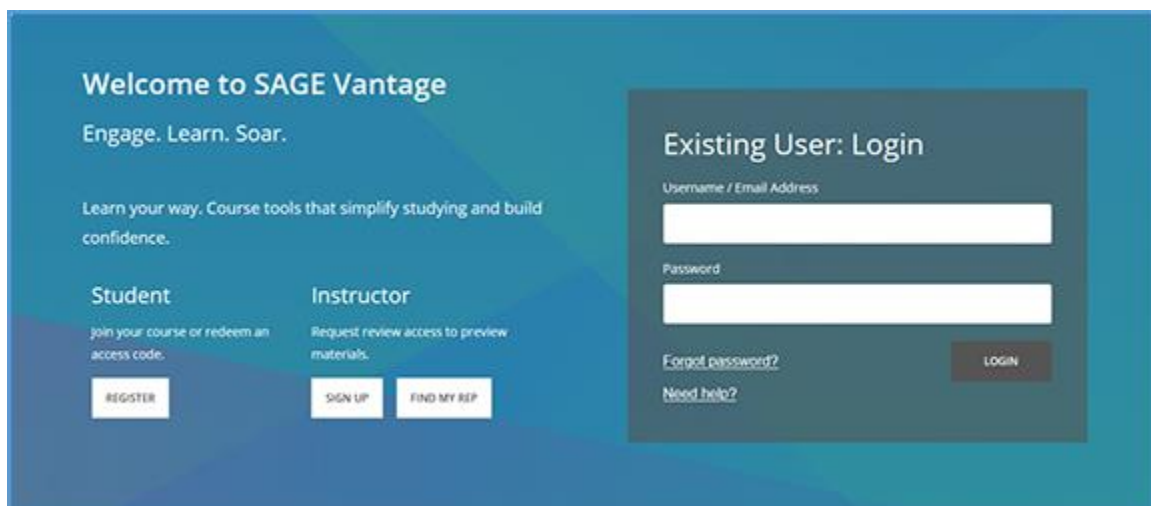 Welcome to SAGE Vantage
Engage. Learn. Soar.
Learn your way. Course tools that simplify studying and build
confidence.
Student
Join your course or redeem an
access code.
REGISTER
Instructor
Request review access to preview
materials.
SIGN UP
FIND MY REP
Existing User: Login
Username / Email Address
Password
Forgot password?
LOGIN
Need help?